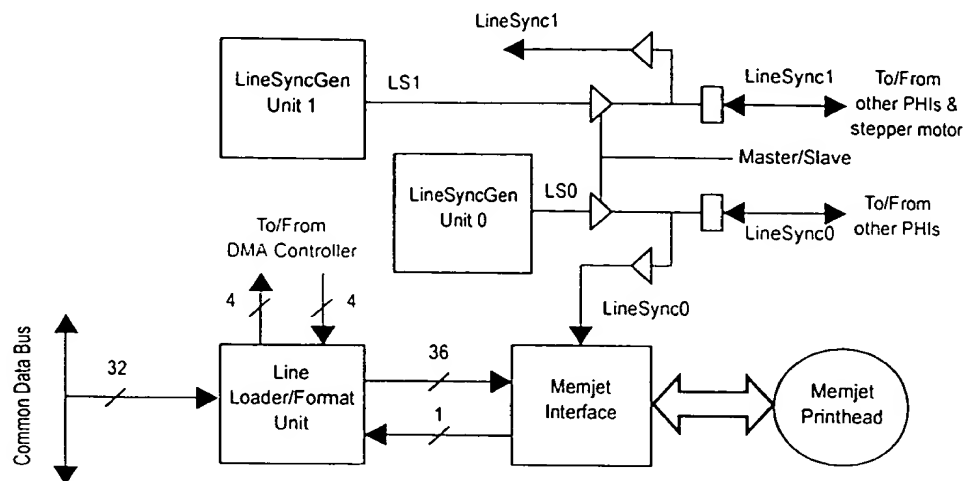 LineSync1
LineSyncGen
Unit 1
LS1
LineSync1
To/From
other PHIs &
stepper motor
Master/Slave
LineSyncGen
Unit 0
LS0
To/From
other PHIs
LineSync0
To/From
DMA Controller
4
4
LineSync0
Common Data Bus
32
Line
Loader/Format
Unit
36
1
Memjet
Interface
Memjet
Printhead